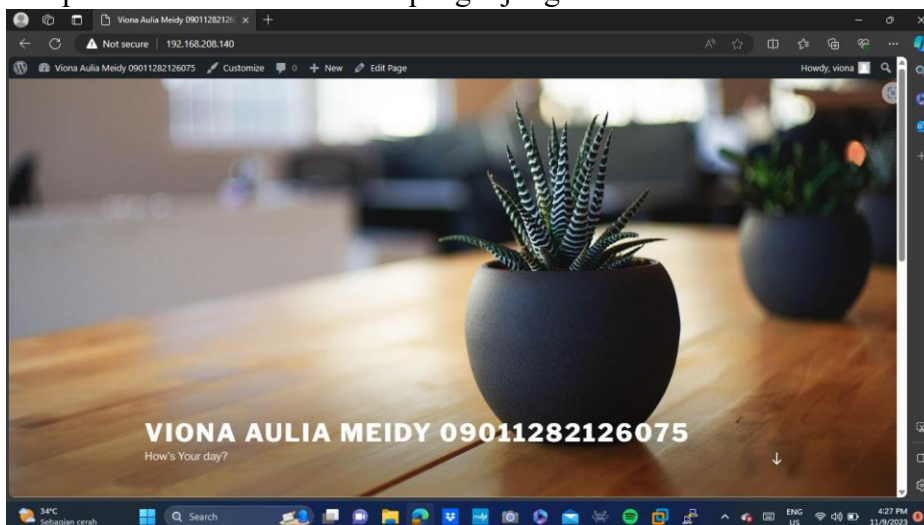 Viona Aulia Meidy 0901128212
Not secure | 192.168.208.140
Viona Aulia Meidy 09011282126075 Customize 0 + New Edit Page Howdy, viona
VIONA AULIA MEIDY 09011282126075
How's Your day?
34°C
Sebagian cerah
Search
ENG
US
4:27 PM
11/9/2023